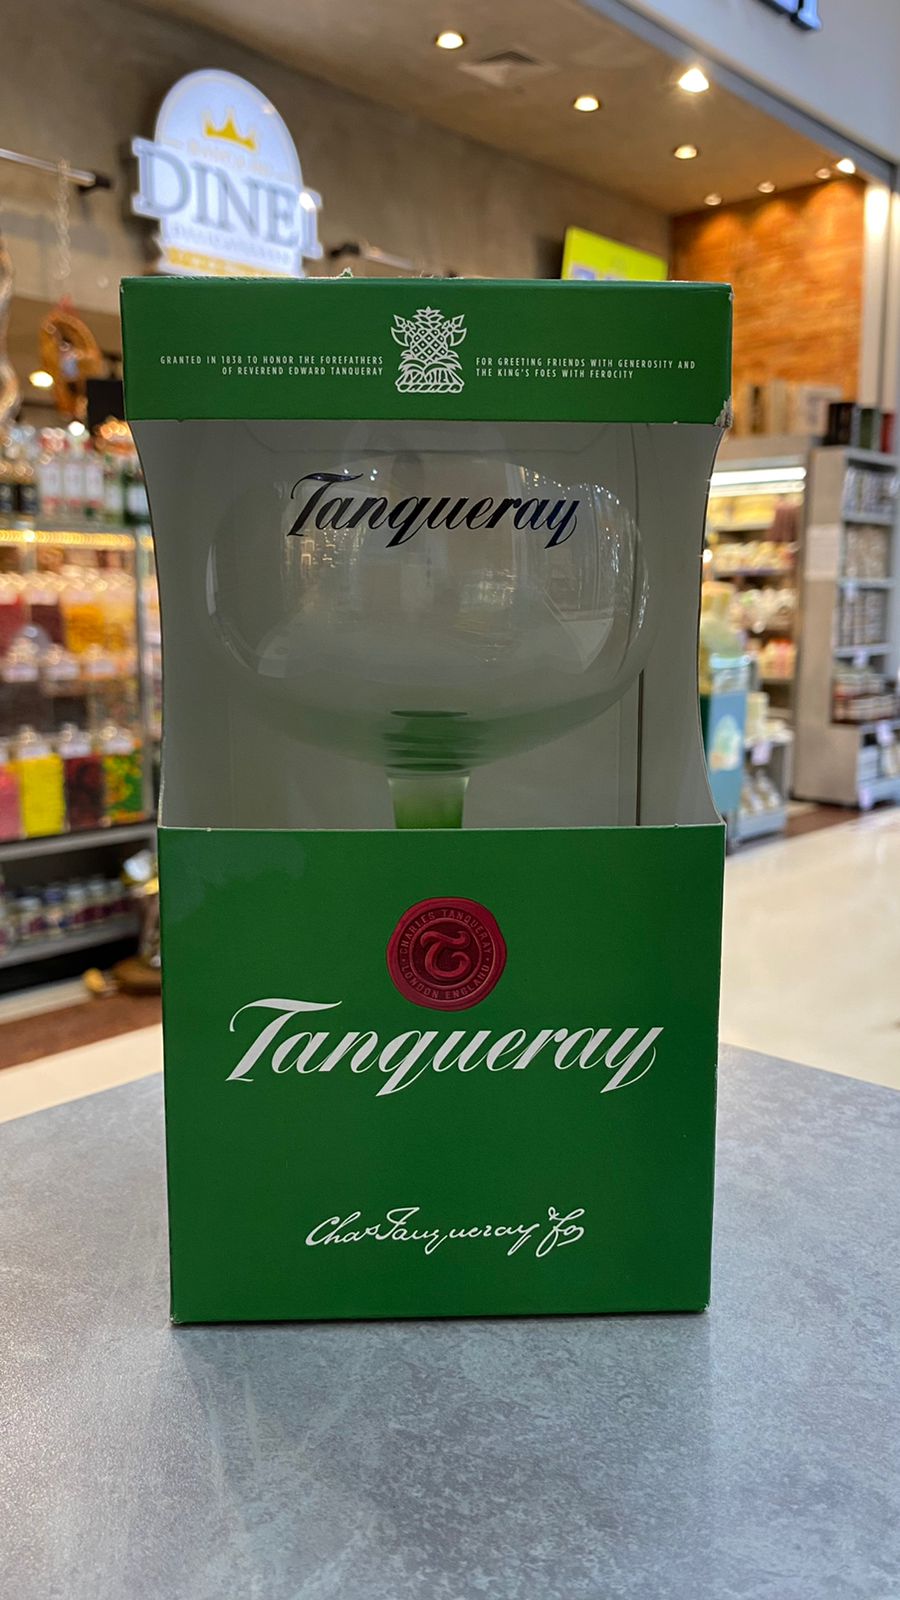 DINE
GRANTED IN 1838 TO HONOR THE FOREFATHERS
OF REVEREND EDWARD TANQUERAY
FOR GREETING FRIENDS WITH GENEROSITY AND
THE KING'S FOES WITH FEROCITY
Tanqueray
CHARLES TANQUERAY
LONDON ENGLAND
Tanqueray
Chas Tanqueray & Co